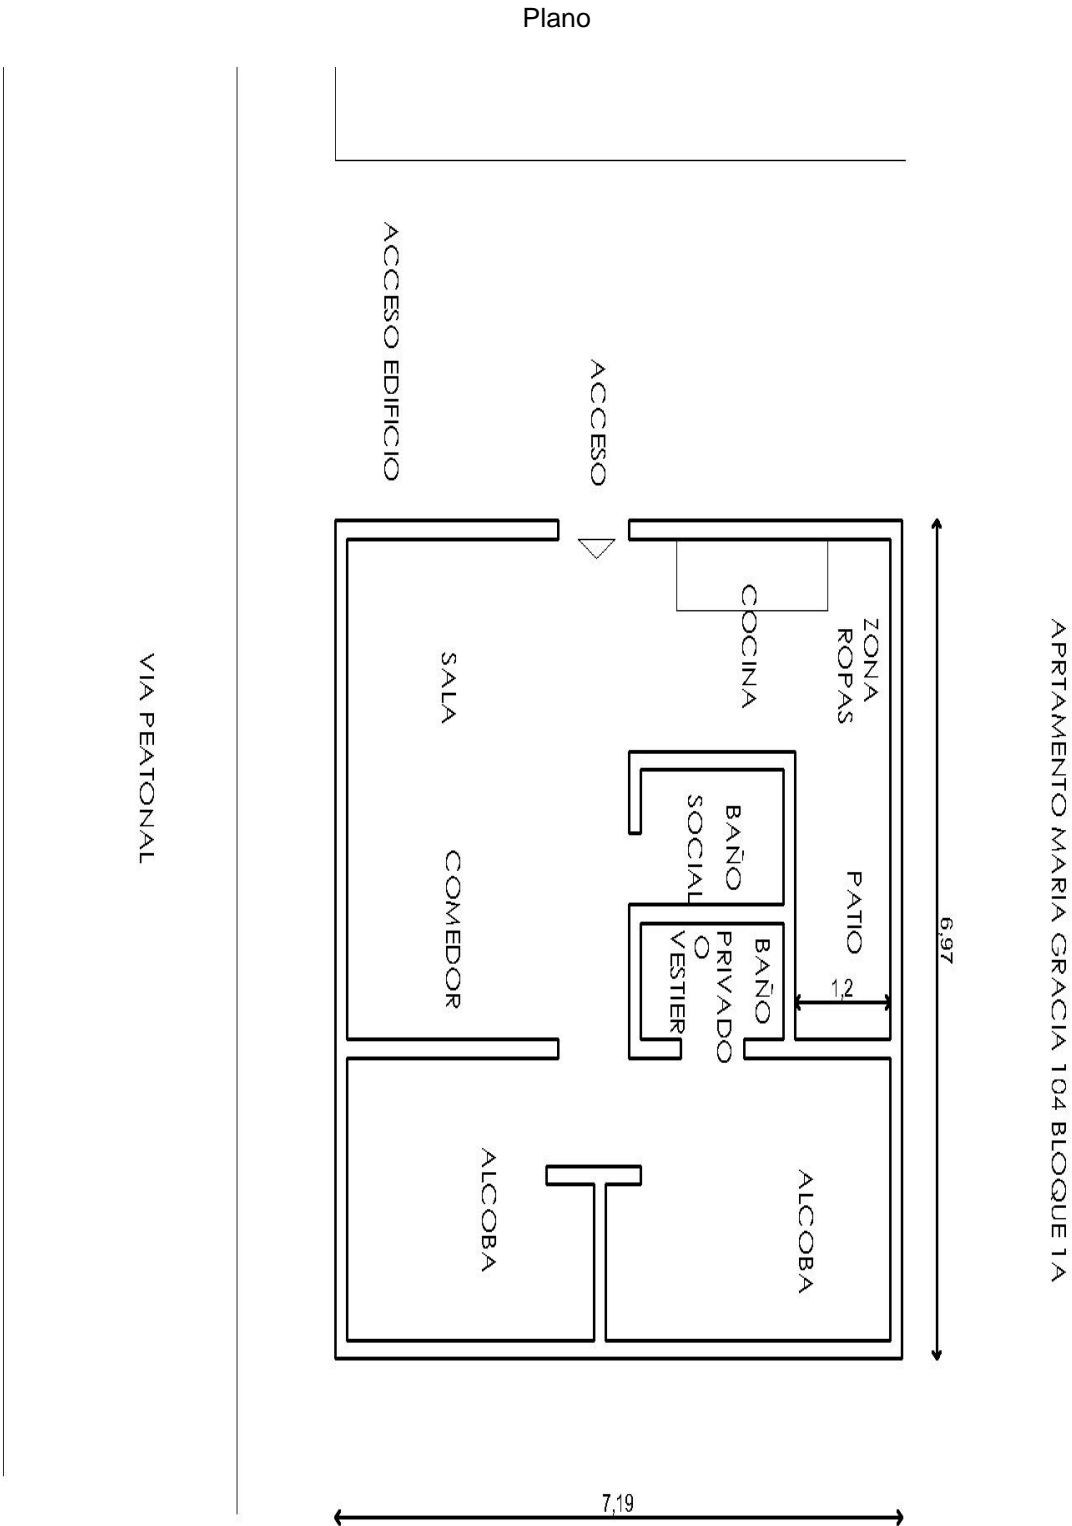 Plano
APRTAMENTO MARIA GRACIA 104 BLOQUE 1A
6,97
ZONA
ROPAS
PATIO
1,2
COCINA
BAÑO
SOCIAL
BAÑO
PRIVADO
O
VESTIER
ALCOBA
ACCESO
ACCESO EDIFICIO
SALA
COMEDOR
ALCOBA
VIA PEATONAL
7,19